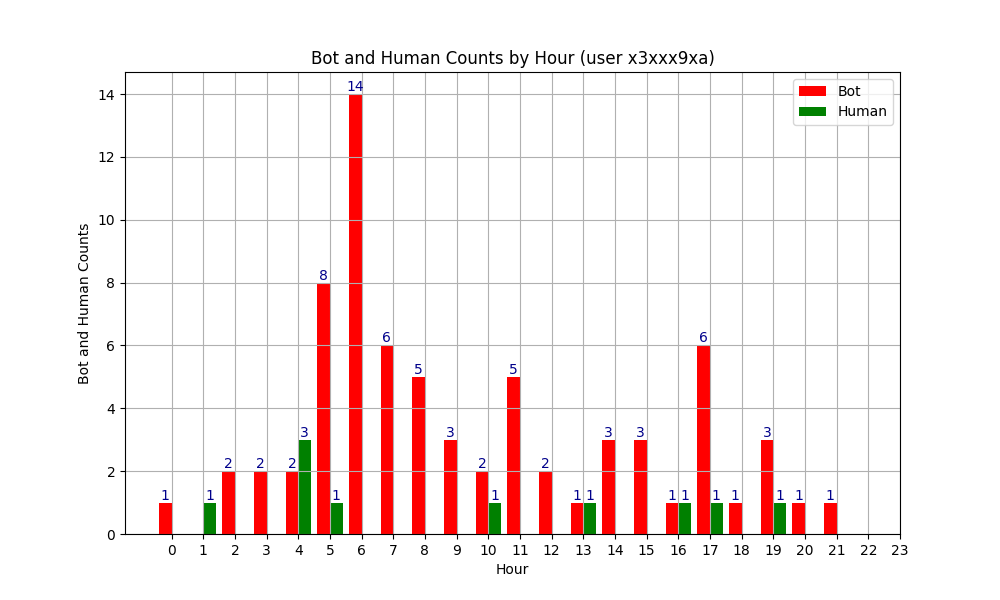 Bot and Human Counts by Hour (user x3xxx9xa)
Bot
Human
Bot and Human Counts
14
12
10
8
6
4
2
0
1 1 2 2 2 3 8 1 14 6 5 3 2 1 5 2 1 1 3 3 1 1 6 1 1 3 1 1 1
0 1 2 3 4 5 6 7 8 9 10 11 12 13 14 15 16 17 18 19 20 21 22 23
Hour